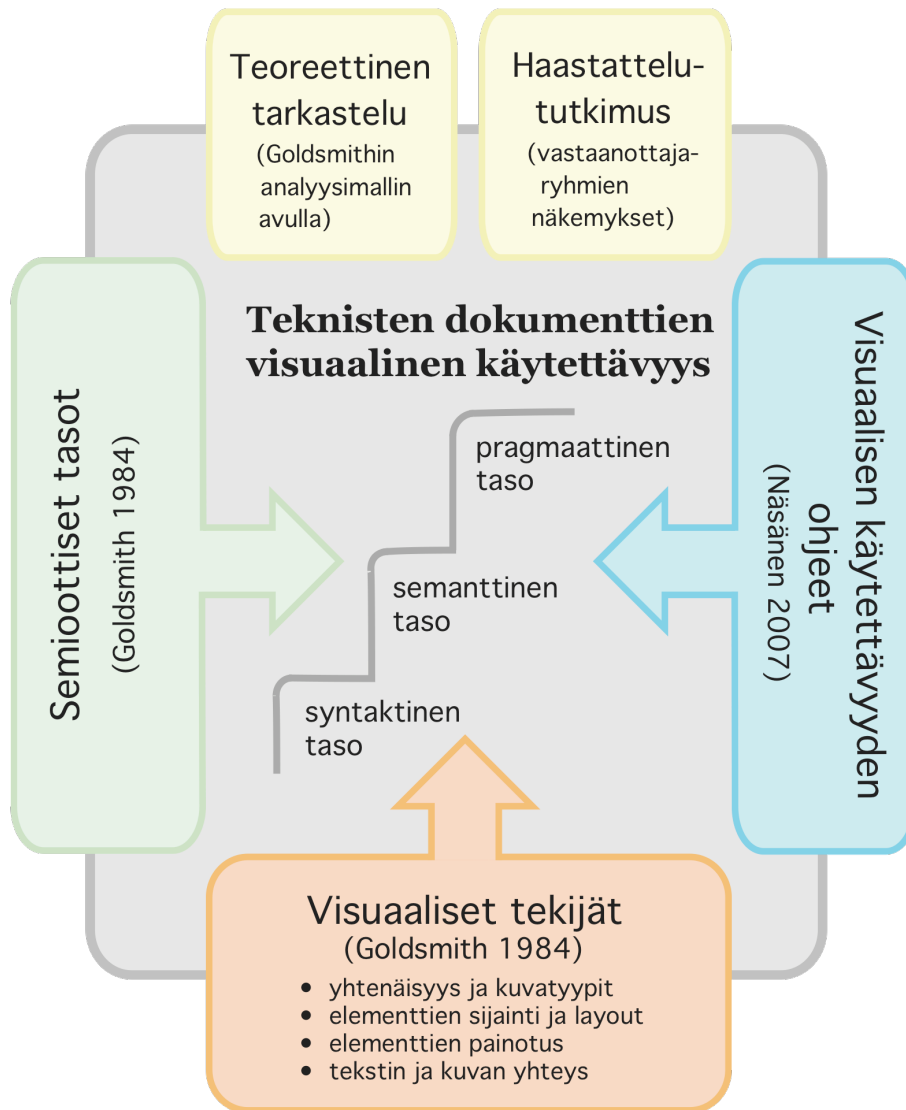 Teoreettinen
tarkastelu
(Goldsmithin
analyysimallin
avulla)
Haastattelu-
tutkimus
(vastaanottaja-
ryhmien
näkemykset)
Teknisten dokumenttien
visuaalinen käytettävyys
Semioottiset tasot
(Goldsmith 1984)
pragmaattinen
taso
semanttinen
taso
syntaktinen
taso
Visuaalisen käytettävyyden
ohjeet
(Näsänen 2007)
Visuaaliset tekijät
(Goldsmith 1984)
• yhtenäisyys ja kuvatyypit
• elementtien sijainti ja layout
• elementtien painotus
• tekstin ja kuvan yhteys